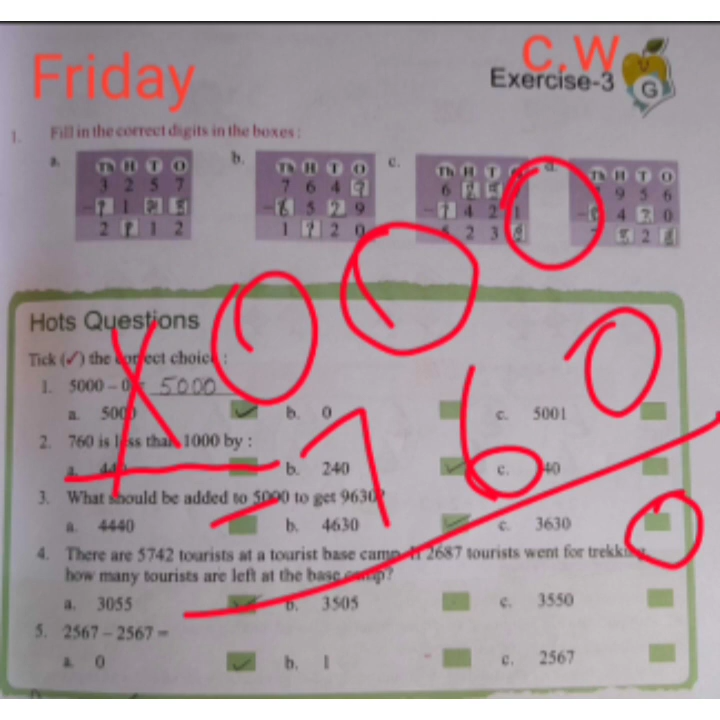 Friday
C.W
Exercise-3
G
1. Fill in the correct digits in the boxes :
a. b. c. d.
Th H T O Th H T O Th H T Th H T O
3 2 5 7 7 6 4 9 6 9 5 6
- 1 - 5 2 9 - 4 2 1 - 4 0
2 1 1 2 1 2 0 2 3 2
Hots Questions
Tick (✓) the correct choice :
1. 5000 – 0 = 5000
a. 5000 ✓ b. 0 c. 5001
2. 760 is less than 1000 by :
a. 440 b. 240 ✓ c. 40
3. What should be added to 5000 to get 9630?
a. 4440 b. 4630 ✓ c. 3630
4. There are 5742 tourists at a tourist base camp. If 2687 tourists went for trekking,
how many tourists are left at the base camp?
a. 3055 ✓ b. 3505 c. 3550
5. 2567 – 2567 =
a. 0 ✓ b. 1 c. 2567
1000
- 760
0